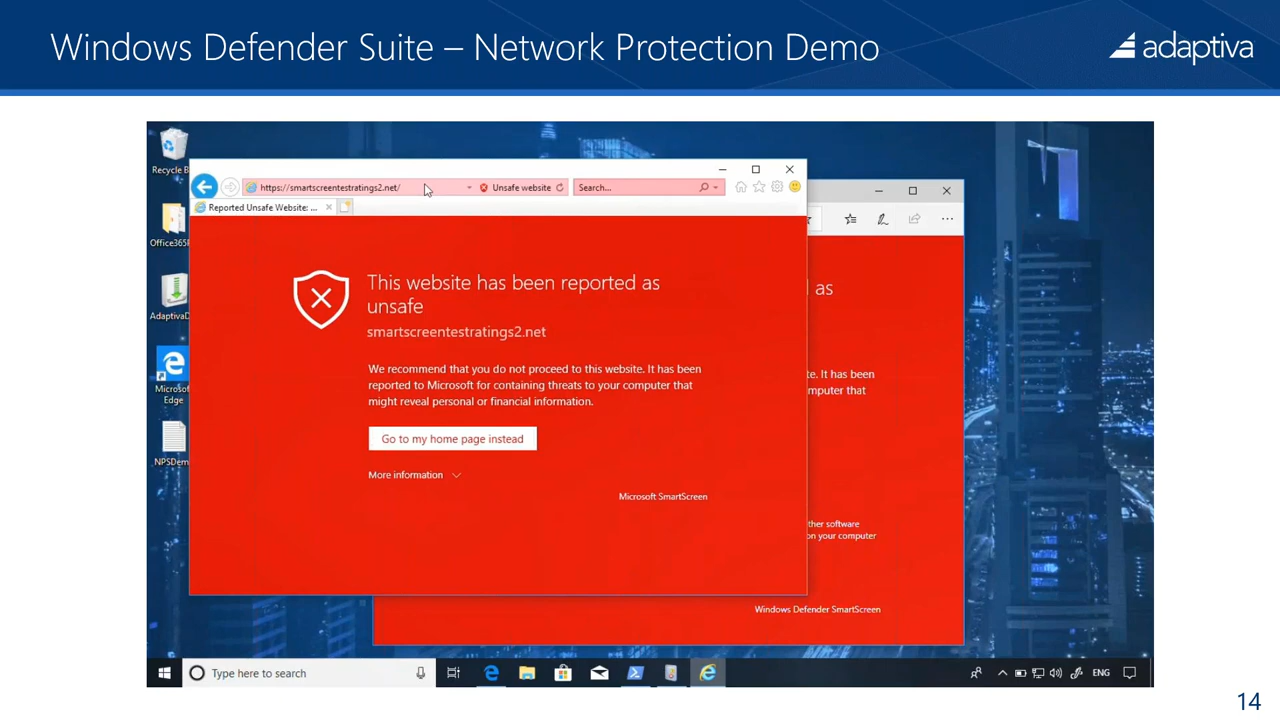 Windows Defender Suite – Network Protection Demo
adaptiva
Recycle B
Office365
AdaptivaD
Microsof
Edge
NPSDem
https://smartscreentestratings2.net/
Unsafe website
Search...
Reported Unsafe Website: ...
This website has been reported as
unsafe
smartscreentestratings2.net
We recommend that you do not proceed to this website. It has been
reported to Microsoft for containing threats to your computer that
might reveal personal or financial information.
Go to my home page instead
More information
Microsoft SmartScreen
as
te. It has been
mputer that
ther software
on your computer
Windows Defender SmartScreen
Type here to search
ENG
14